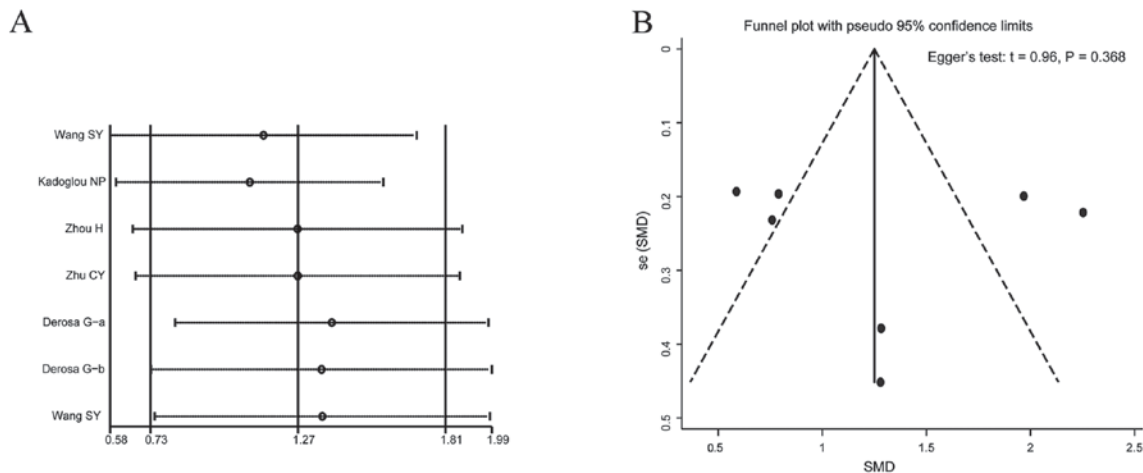 A
Wang SY
Kadoglou NP
Zhou H
Zhu CY
Derosa G-a
Derosa G-b
Wang SY
0.58 0.73 1.27 1.81 1.99
B
Funnel plot with pseudo 95% confidence limits
Egger's test: t = 0.96, P = 0.368
se (SMD)
0
0.1
0.2
0.3
0.4
0.5
0.5 1 1.5 2 2.5
SMD